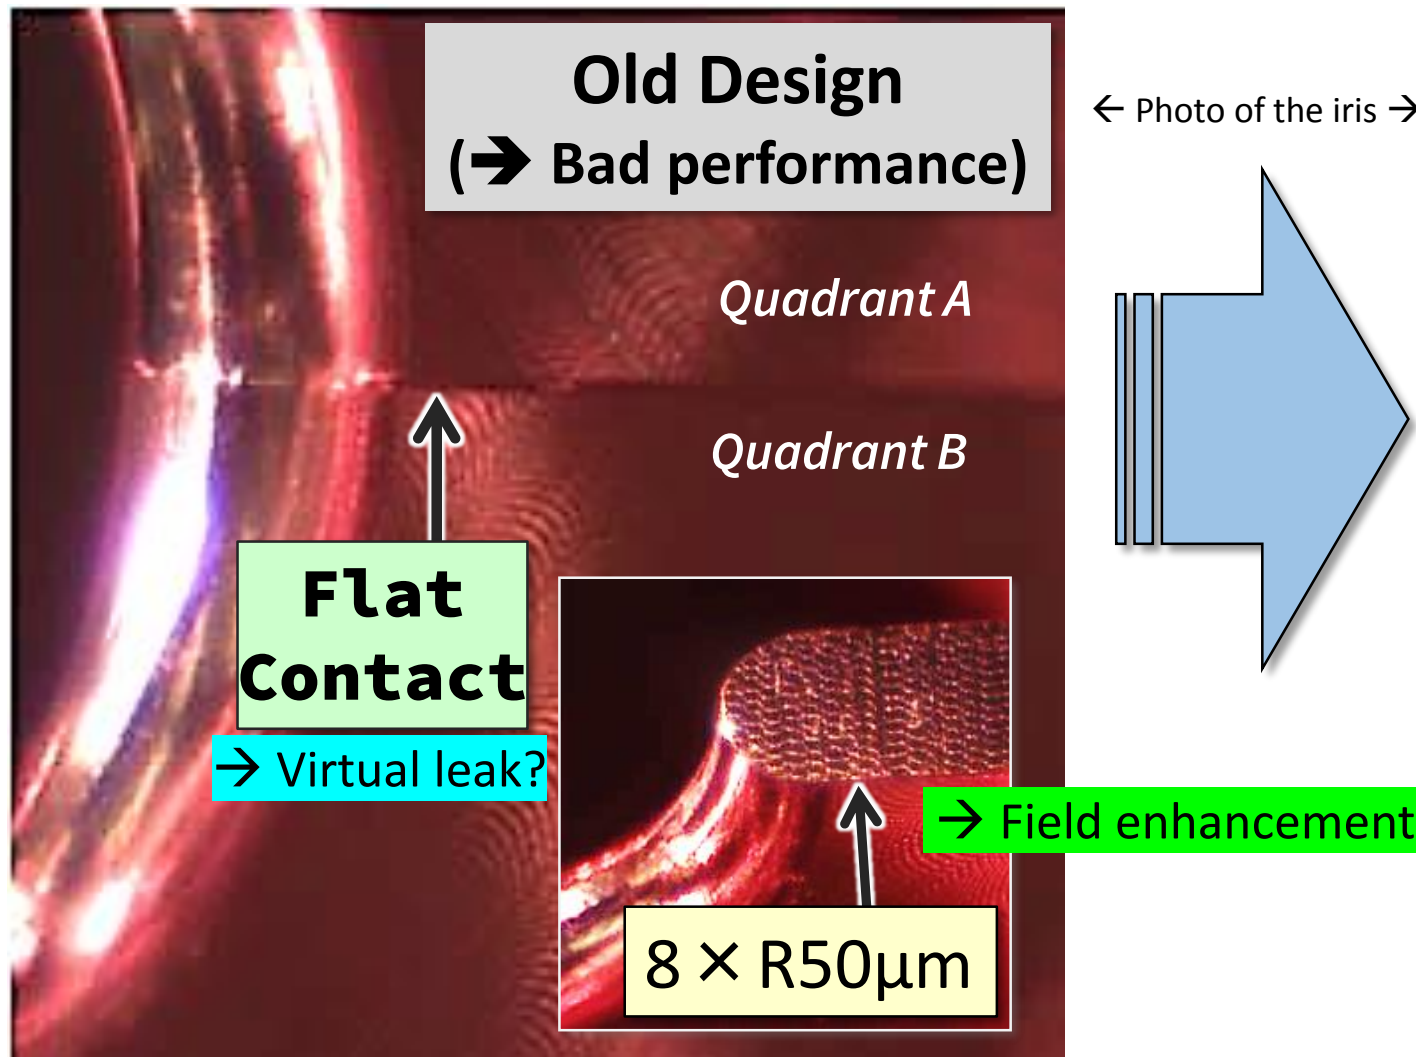 Old Design
(➔ Bad performance)
← Photo of the iris →
Quadrant A
Quadrant B
Flat
Contact
→ Virtual leak?
→ Field enhancement
8 × R50μm